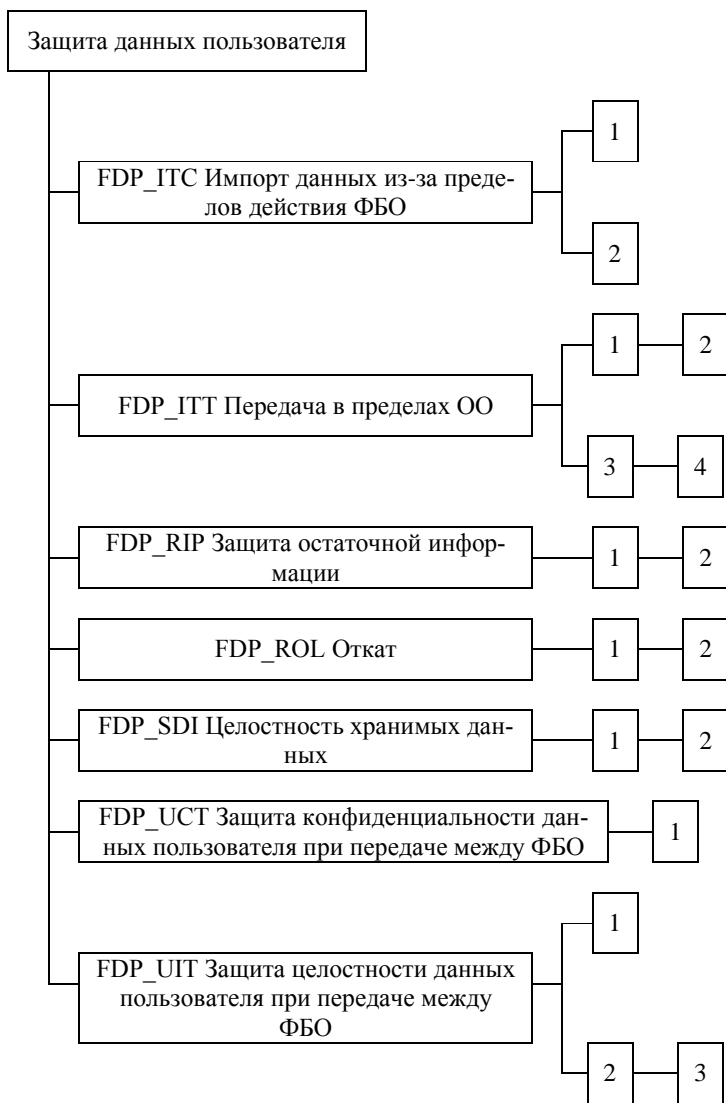 Защита данных пользователя
1
FDP_ITC Импорт данных из-за преде-
лов действия ФБО
2
1
2
FDP_ITT Передача в пределах ОО
3
4
FDP_RIP Защита остаточной инфор-
мации
1
2
FDP_ROL Откат
1
2
FDP_SDI Целостность хранимых дан-
ных
1
2
FDP_UCT Защита конфиденциальности дан-
ных пользователя при передаче между ФБО
1
1
FDP_UIT Защита целостности данных
пользователя при передаче между
ФБО
2
3